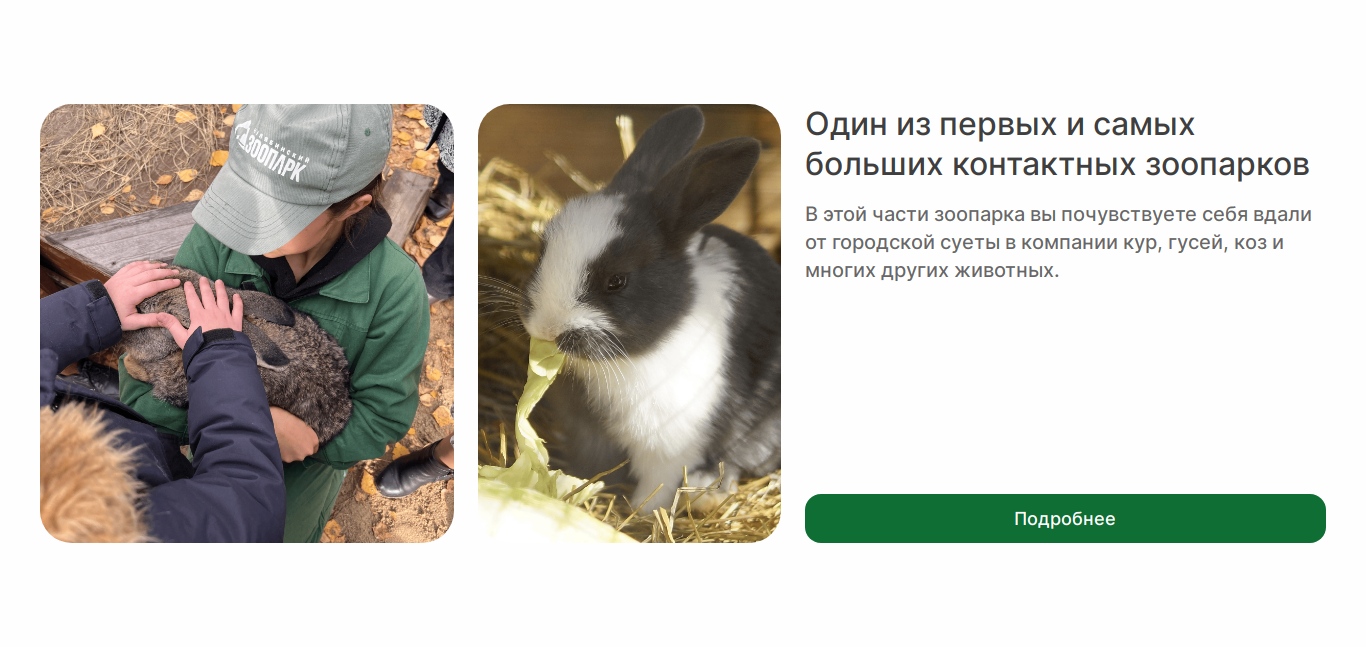 ЧЕЛЯБИНСКИЙ
ЗООПАРК
Один из первых и самых
больших контактных зоопарков
В этой части зоопарка вы почувствуете себя вдали
от городской суеты в компании кур, гусей, коз и
многих других животных.
Подробнее